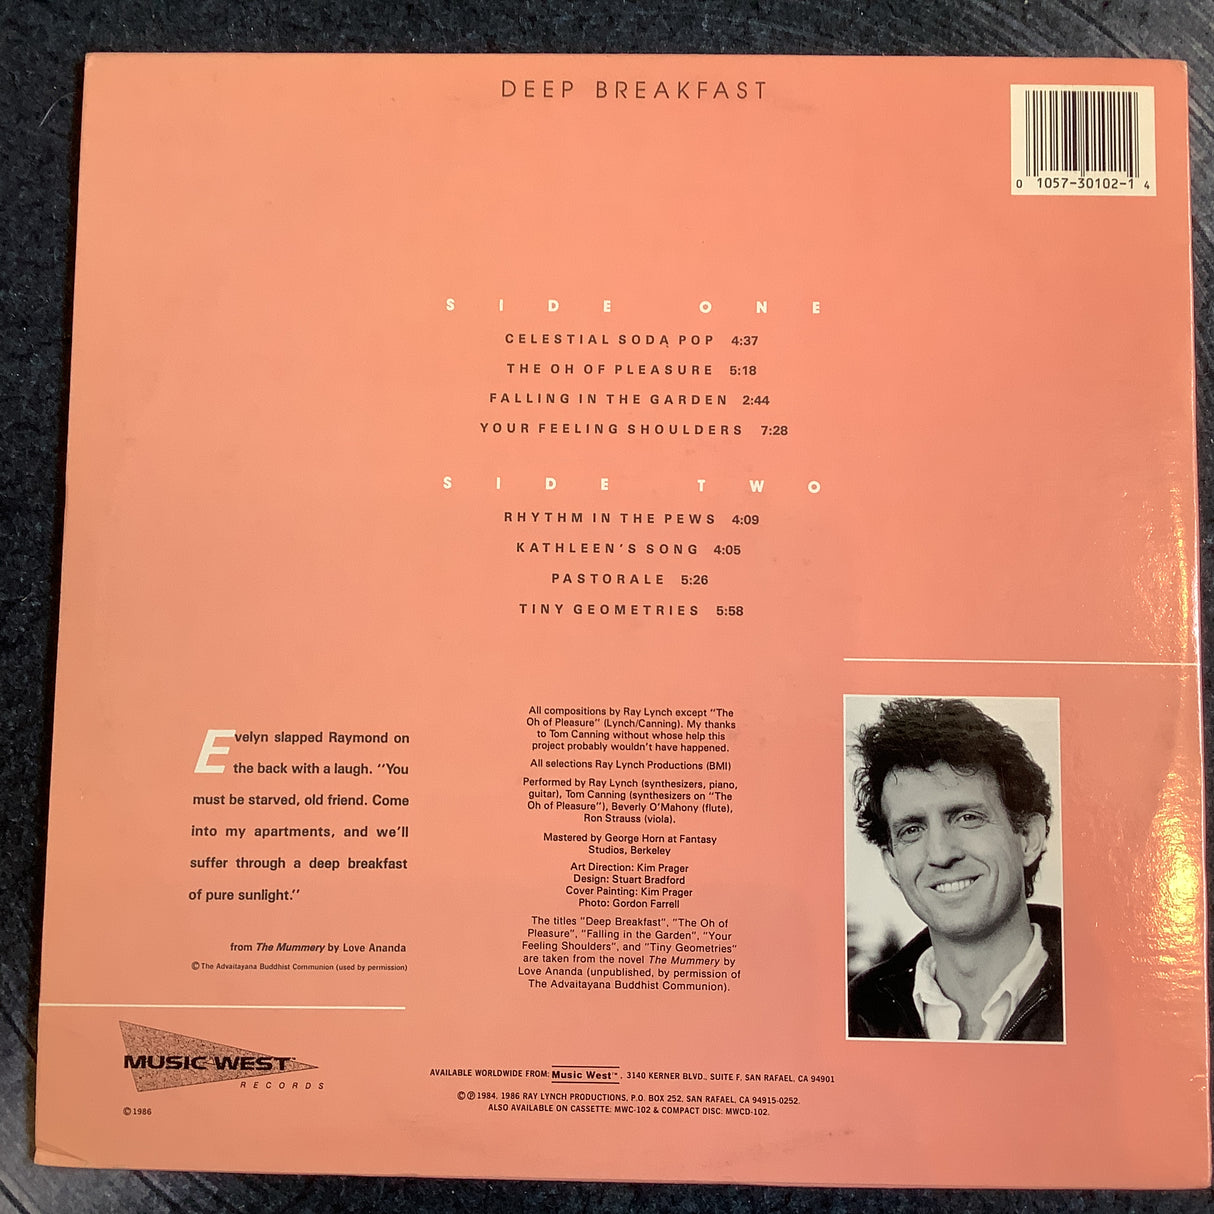 DEEP BREAKFAST
0 1057-30102-1 4
SIDE ONE
CELESTIAL SODA POP 4:37
THE OH OF PLEASURE 5:18
FALLING IN THE GARDEN 2:44
YOUR FEELING SHOULDERS 7:28
SIDE TWO
RHYTHM IN THE PEWS 4:09
KATHLEEN'S SONG 4:05
PASTORALE 5:26
TINY GEOMETRIES 5:58
Evelyn slapped Raymond on
the back with a laugh. "You
must be starved, old friend. Come
into my apartments, and we'll
suffer through a deep breakfast
of pure sunlight."
from The Mummery by Love Ananda
© The Advaitayana Buddhist Communion (used by permission)
All compositions by Ray Lynch except "The
Oh of Pleasure" (Lynch/Canning). My thanks
to Tom Canning without whose help this
project probably wouldn't have happened.
All selections Ray Lynch Productions (BMI)
Performed by Ray Lynch (synthesizers, piano,
guitar), Tom Canning (synthesizers on "The
Oh of Pleasure"), Beverly O'Mahony (flute),
Ron Strauss (viola).
Mastered by George Horn at Fantasy
Studios, Berkeley
Art Direction: Kim Prager
Design: Stuart Bradford
Cover Painting: Kim Prager
Photo: Gordon Farrell
The titles "Deep Breakfast", "The Oh of
Pleasure", "Falling in the Garden", "Your
Feeling Shoulders", and "Tiny Geometries"
are taken from the novel The Mummery by
Love Ananda (unpublished, by permission of
The Advaitayana Buddhist Communion).
MUSIC WEST™
RECORDS
© 1986
AVAILABLE WORLDWIDE FROM: Music West™, 3140 KERNER BLVD., SUITE F, SAN RAFAEL, CA 94901
© ℗ 1984, 1986 RAY LYNCH PRODUCTIONS, P.O. BOX 252, SAN RAFAEL, CA 94915-0252.
ALSO AVAILABLE ON CASSETTE: MWC-102 & COMPACT DISC: MWCD-102.